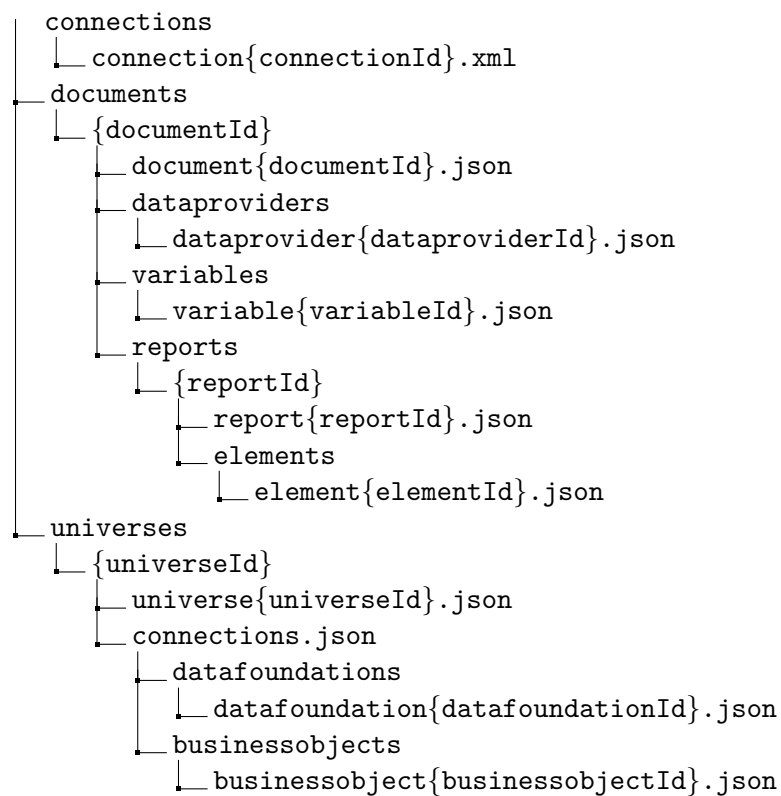 connections
connection{connectionId}.xml
documents
{documentId}
document{documentId}.json
dataproviders
dataprovider{dataproviderId}.json
variables
variable{variableId}.json
reports
{reportId}
report{reportId}.json
elements
element{elementId}.json
universes
{universeId}
universe{universeId}.json
connections.json
datafoundations
datafoundation{datafoundationId}.json
businessobjects
businessobject{businessobjectId}.json